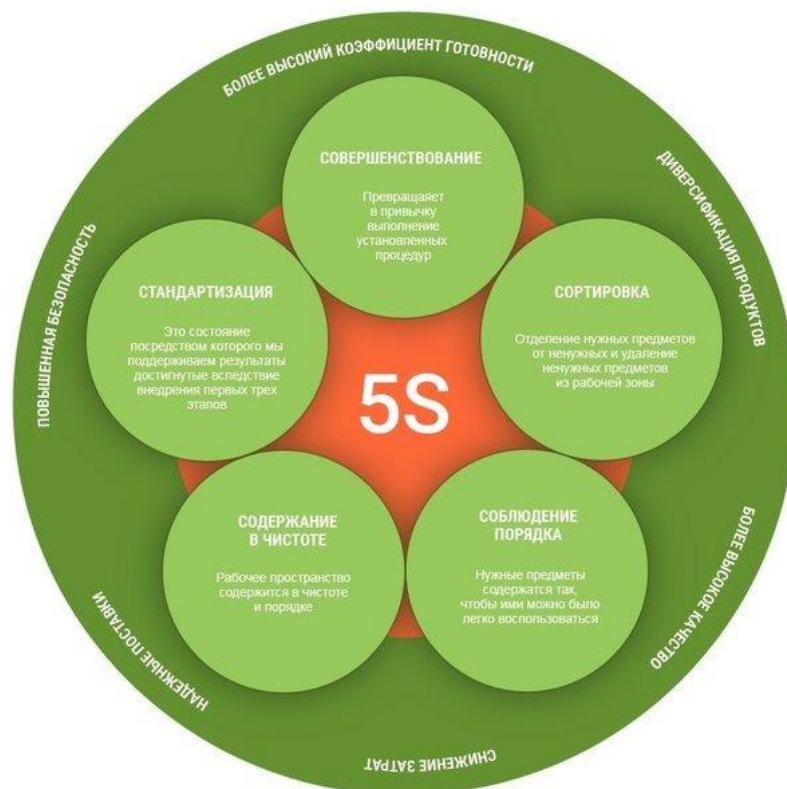 БОЛЕЕ ВЫСОКИЙ КОЭФФИЦИЕНТ ГОТОВНОСТИ
ДИВЕРСИФИКАЦИЯ ПРОДУКТОВ
БОЛЕЕ ВЫСОКОЕ КАЧЕСТВО
СНИЖЕНИЕ ЗАТРАТ
НАДЕЖНЫЕ ПОСТАВКИ
ПОВЫШЕННАЯ БЕЗОПАСНОСТЬ
СОВЕРШЕНСТВОВАНИЕ
Превращаяет
в привычку
выполнение
установленных
процедур
СОРТИРОВКА
Отделение нужных предметов
от ненужных и удаление
ненужных предметов
из рабочей зоны
СОБЛЮДЕНИЕ
ПОРЯДКА
Нужные предметы
содержатся так,
чтобы ими можно было
легко воспользоваться
СОДЕРЖАНИЕ
В ЧИСТОТЕ
Рабочее пространство
содержится в чистоте
и порядке
СТАНДАРТИЗАЦИЯ
Это состояние
посредством которого мы
поддерживаем результаты
достигнутые вследствие
внедрения первых трех
этапов
5S